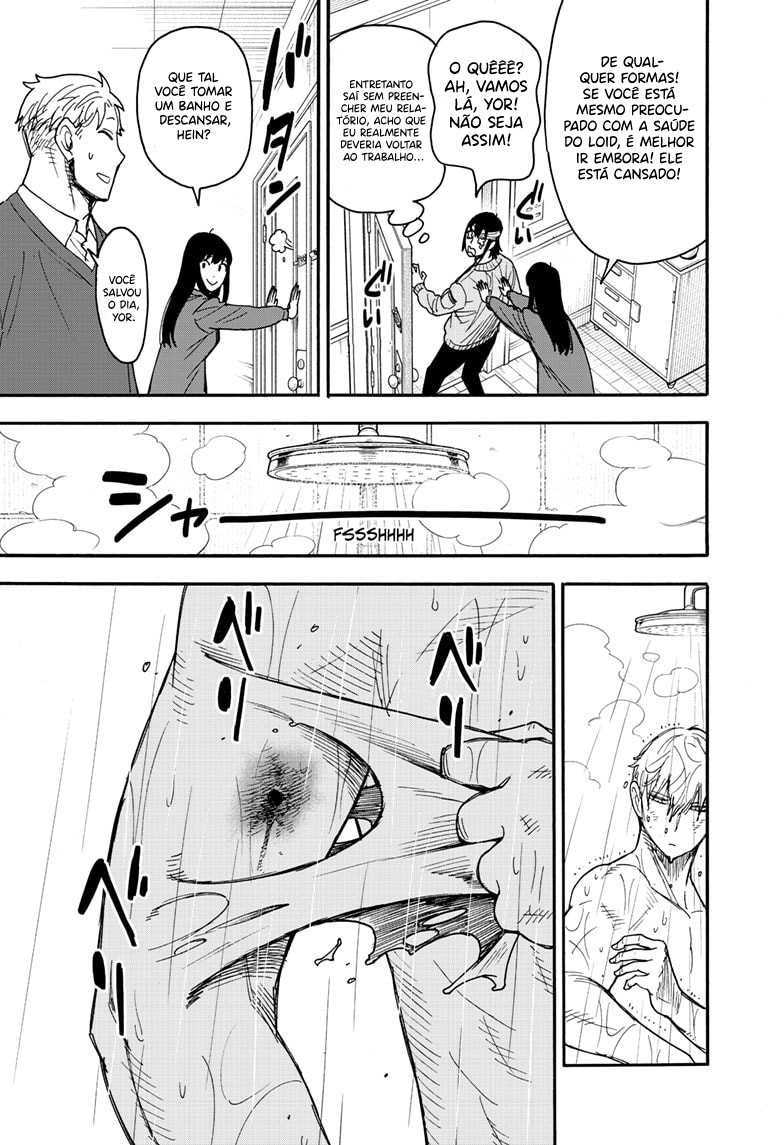 DE QUAL-
QUER FORMAS!
SE VOCÊ ESTÁ
MESMO PREOCU-
PADO COM A SAÚDE
DO LOID, É MELHOR
IR EMBORA! ELE
ESTÁ CANSADO!
O QUÊÊÊ?
AH, VAMOS
LÁ, YOR!
NÃO SEJA
ASSIM!
ENTRETANTO
SAÍ SEM PREEN-
CHER MEU RELA-
TÓRIO, ACHO QUE
EU REALMENTE
DEVERIA VOLTAR
AO TRABALHO...
ぐい
ぐい
バタン
QUE TAL
VOCÊ TOMAR
UM BANHO E
DESCANSAR,
HEIN?
VOCÊ
SALVOU
O DIA,
YOR.
シャー
FSSSHHHH
ベリ
ベリ
ベリ